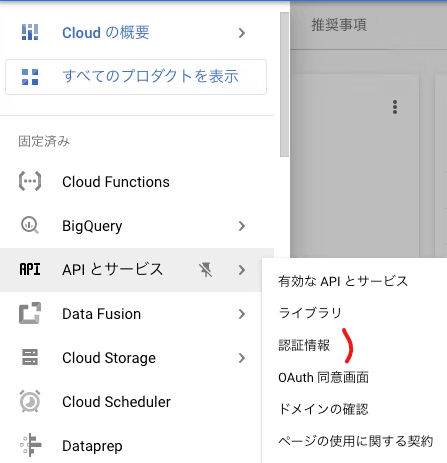 Cloud の概要
すべてのプロダクトを表示
推奨事項
固定済み
Cloud Functions
BigQuery
API API とサービス
Data Fusion
Cloud Storage
Cloud Scheduler
Dataprep
有効な API とサービス
ライブラリ
認証情報
OAuth 同意画面
ドメインの確認
ページの使用に関する契約